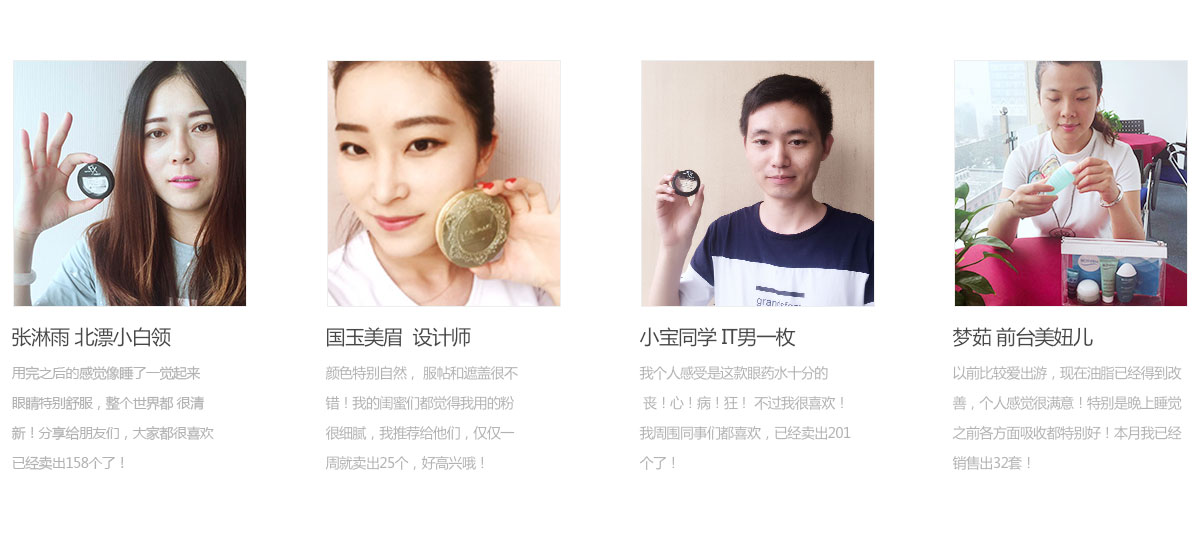 张淋雨 北漂小白领
用完之后的感觉像睡了一觉起来
眼睛特别舒服，整个世界都 很清
新！分享给朋友们，大家都很喜欢
已经卖出158个了！
国玉美眉 设计师
颜色特别自然， 服帖和遮盖很不
错！我的闺蜜们都觉得我用的粉
很细腻，我推荐给他们，仅仅一
周就卖出25个，好高兴哦！
小宝同学 IT男一枚
我个人感受是这款眼药水十分的
丧！心！病！狂！ 不过我很喜欢！
我周围同事们都喜欢，已经卖出201
个了！
梦茹 前台美妞儿
以前比较爱出游，现在油脂已经得到改
善，个人感觉很满意！特别是晚上睡觉
之前各方面吸收都特别好！本月我已经
销售出32套！